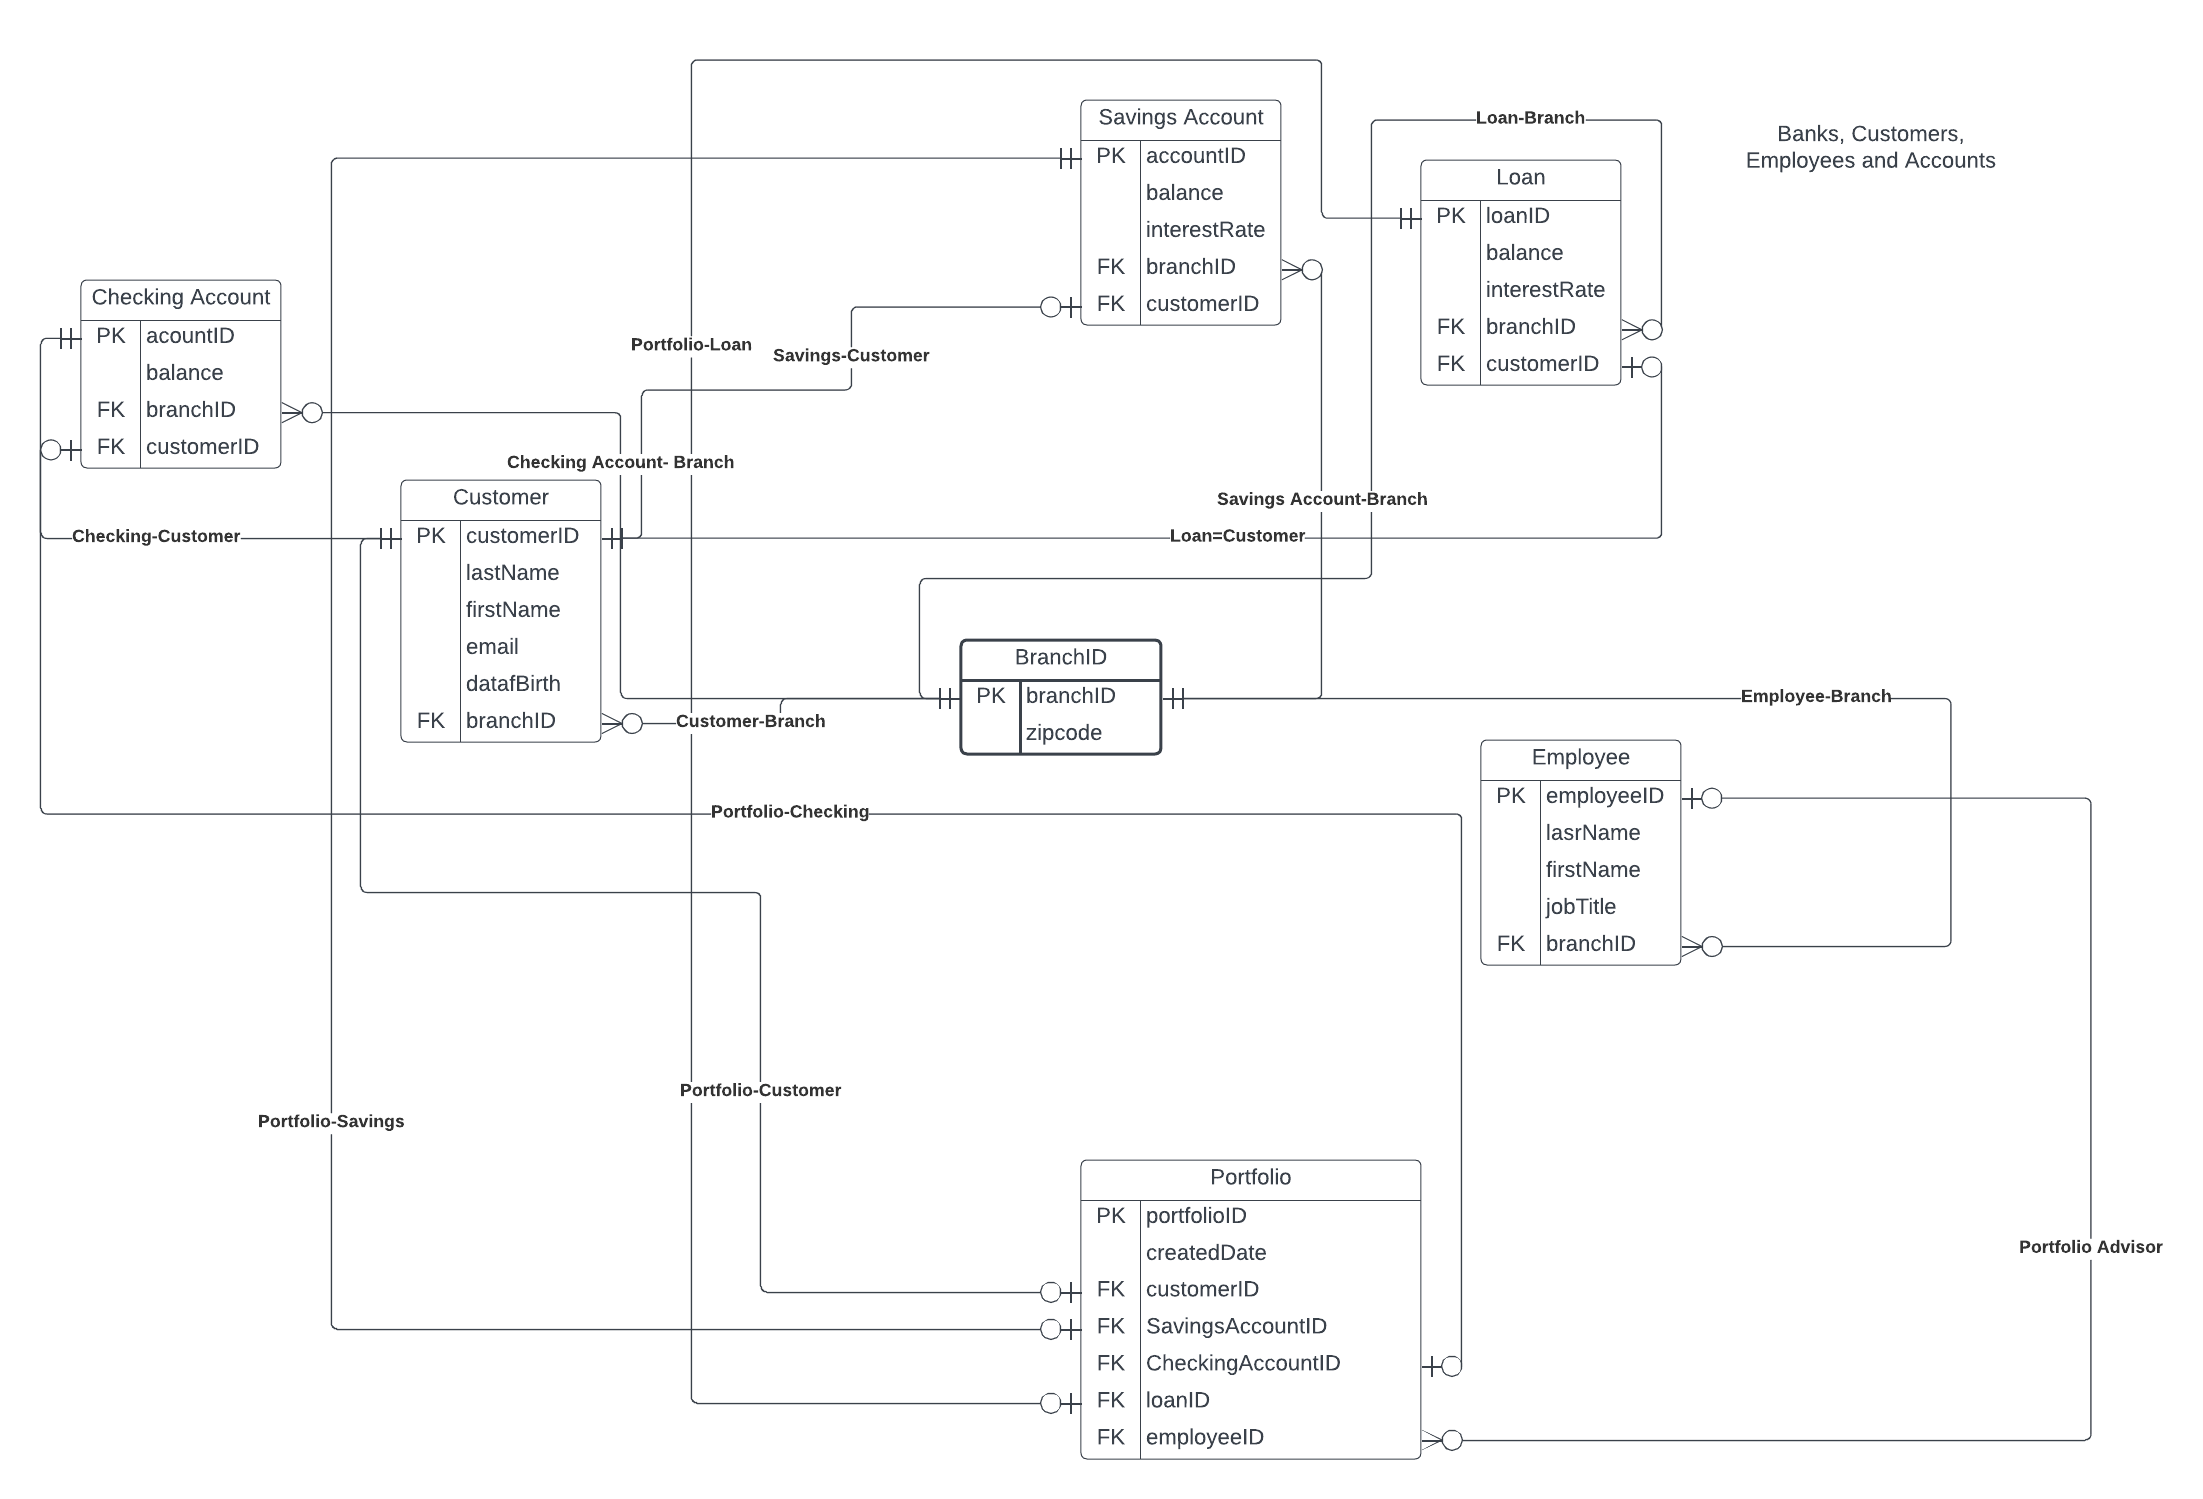 Savings Account
PK accountID
balance
interestRate
FK branchID
FK customerID
Loan-Branch
Banks, Customers,
Employees and Accounts
Loan
PK loanID
balance
interestRate
FK branchID
FK customerID
Checking Account
PK acountID
balance
FK branchID
FK customerID
Portfolio-Loan
Savings-Customer
Checking Account- Branch
Savings Account-Branch
Checking-Customer
Loan=Customer
Customer
PK customerID
lastName
firstName
email
datafBirth
FK branchID
Customer-Branch
BranchID
PK branchID
zipcode
Employee-Branch
Employee
PK employeeID
lasrName
firstName
jobTitle
FK branchID
Portfolio-Checking
Portfolio-Customer
Portfolio-Savings
Portfolio Advisor
Portfolio
PK portfolioID
createdDate
FK customerID
FK SavingsAccountID
FK CheckingAccountID
FK loanID
FK employeeID